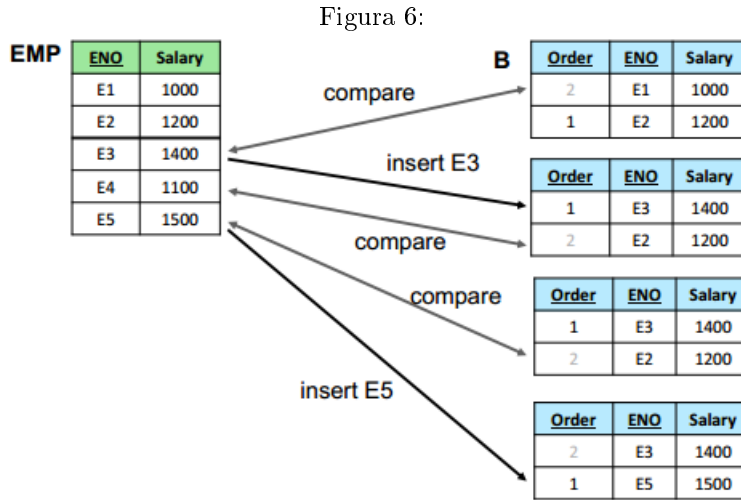 Figura 6:
EMP
ENO Salary
E1 1000
E2 1200
E3 1400
E4 1100
E5 1500
compare
insert E3
compare
compare
insert E5
B
Order ENO Salary
2 E1 1000
1 E2 1200
Order ENO Salary
1 E3 1400
2 E2 1200
Order ENO Salary
1 E3 1400
2 E2 1200
Order ENO Salary
2 E3 1400
1 E5 1500